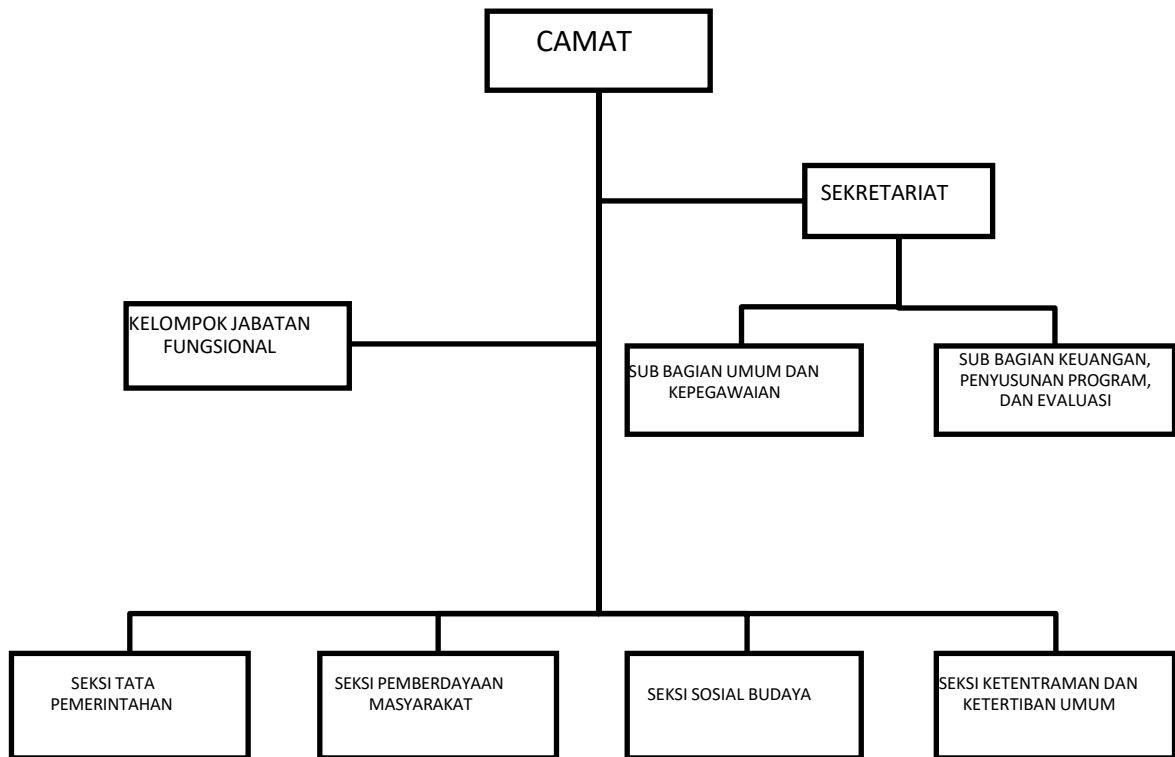 CAMAT
SEKRETARIAT
KELOMPOK JABATAN
FUNGSIONAL
SUB BAGIAN UMUM DAN
KEPEGAWAIAN
SUB BAGIAN KEUANGAN,
PENYUSUNAN PROGRAM,
DAN EVALUASI
SEKSI TATA
PEMERINTAHAN
SEKSI PEMBERDAYAAN
MASYARAKAT
SEKSI SOSIAL BUDAYA
SEKSI KETENTRAMAN DAN
KETERTIBAN UMUM